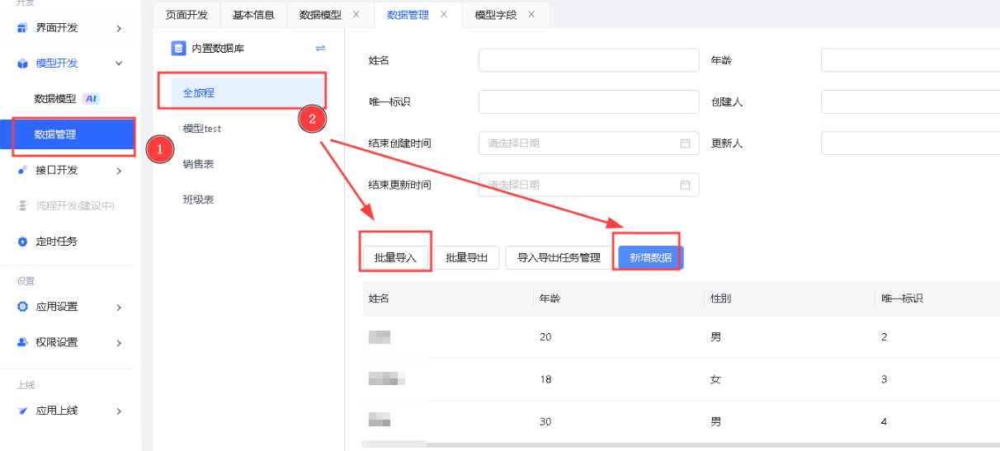 开发
界面开发
模型开发
数据模型 AI
数据管理
接口开发
流程开发(建设中)
定时任务
设置
应用设置
权限设置
上线
应用上线
1
页面开发 基本信息 数据模型 数据管理 模型字段
内置数据库
全旅程
2
模型test
销售表
班级表
姓名 年龄
唯一标识 创建人
结束创建时间 请选择日期 更新人
结束更新时间 请选择日期
批量导入 批量导出 导入导出任务管理 新增数据
姓名 年龄 性别 唯一标识
20 男 2
18 女 3
30 男 4